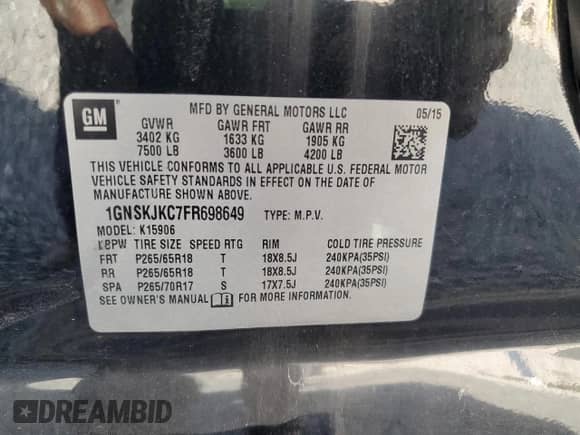 GM
MFD BY GENERAL MOTORS LLC 05/15
GVWR GAWR FRT GAWR RR
3402 KG 1633 KG 1905 KG
7500 LB 3600 LB 4200 LB
THIS VEHICLE CONFORMS TO ALL APPLICABLE U.S. FEDERAL MOTOR
VEHICLE SAFETY STANDARDS IN EFFECT ON THE DATE OF
MANUFACTURE SHOWN ABOVE.
1GNSKJKC7FR698649 TYPE: M.P.V.
MODEL: K15906
KBPW TIRE SIZE SPEED RTG RIM COLD TIRE PRESSURE
FRT P265/65R18 T 18X8.5J 240KPA(35PSI)
RR P265/65R18 T 18X8.5J 240KPA(35PSI)
SPA P265/70R17 S 17X7.5J 240KPA(35PSI)
SEE OWNER'S MANUAL FOR MORE INFORMATION
DREAMBID